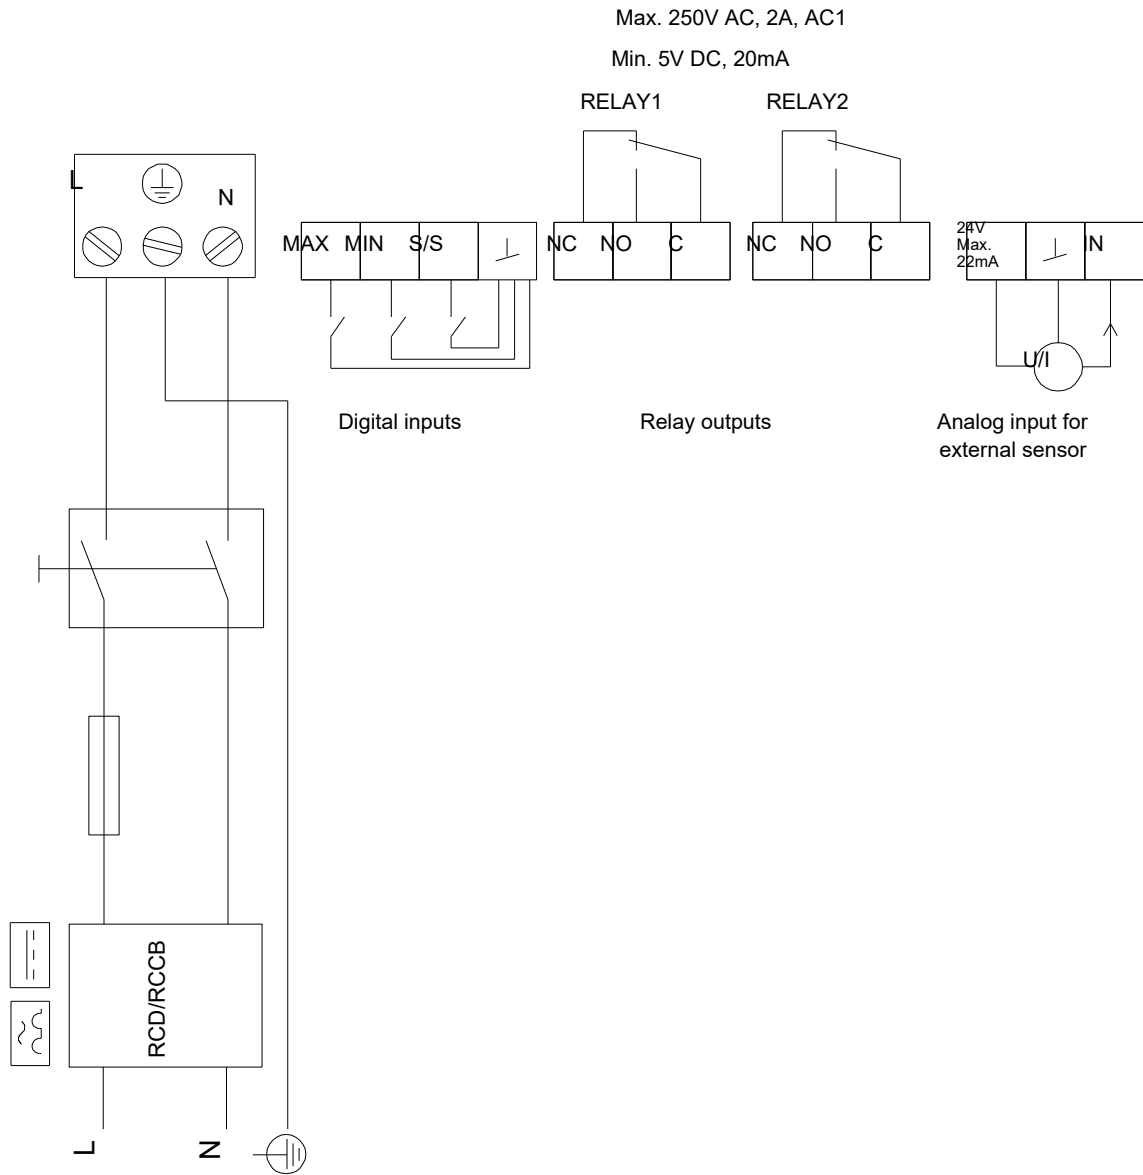 Max. 250V AC, 2A, AC1
Min. 5V DC, 20mA
RELAY1 RELAY2
L N
MAX MIN S/S NC NO C NC NO C 24V Max. 22mA IN
U/I
Digital inputs Relay outputs Analog input for
external sensor
RCD/RCCB
L N